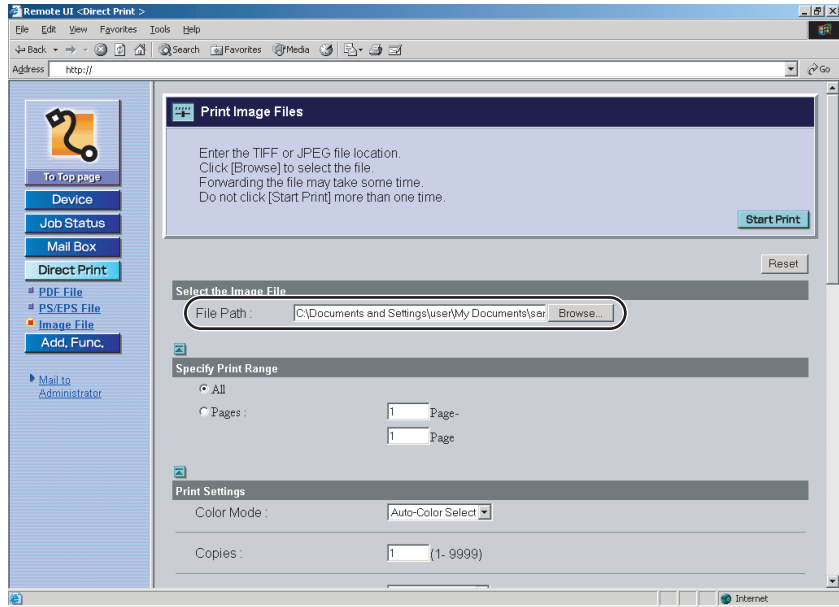 Remote UI <Direct Print >
File Edit View Favorites Tools Help
Back Search Favorites Media
Address http:// Go
To Top page
Device
Job Status
Mail Box
Direct Print
PDF File
PS/EPS File
Image File
Add. Func.
Mail to
Administrator
Print Image Files
Enter the TIFF or JPEG file location.
Click [Browse] to select the file.
Forwarding the file may take some time.
Do not click [Start Print] more than one time.
Start Print
Reset
Select the Image File
File Path : C:\Documents and Settings\user\My Documents\sar Browse...
Specify Print Range
All
Pages : 1 Page-
1 Page
Print Settings
Color Mode : Auto-Color Select
Copies : 1 (1- 9999)
Internet